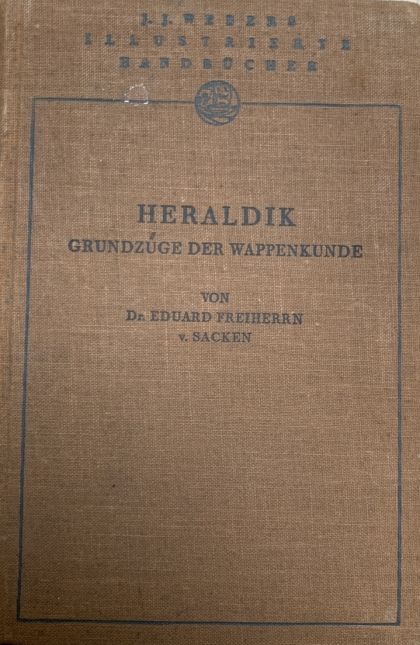 J. J. WEBERS
ILLUSTRIERTE
HANDBÜCHER
HERALDIK
GRUNDZÜGE DER WAPPENKUNDE
VON
Dr. EDUARD FREIHERRN
v. SACKEN